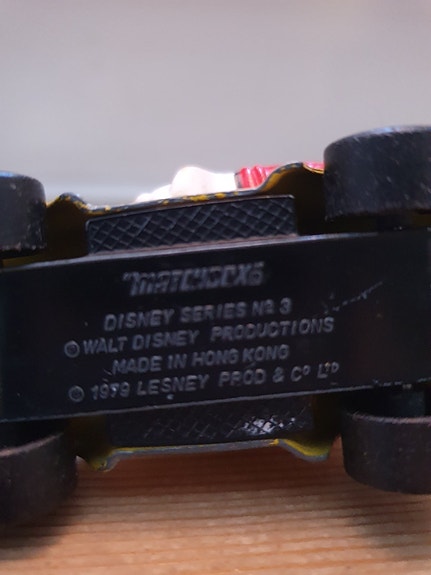 "MATCHBOX"
DISNEY SERIES Nº 3
© WALT DISNEY PRODUCTIONS
MADE IN HONG KONG
© 1979 LESNEY PROD & Cº LTD